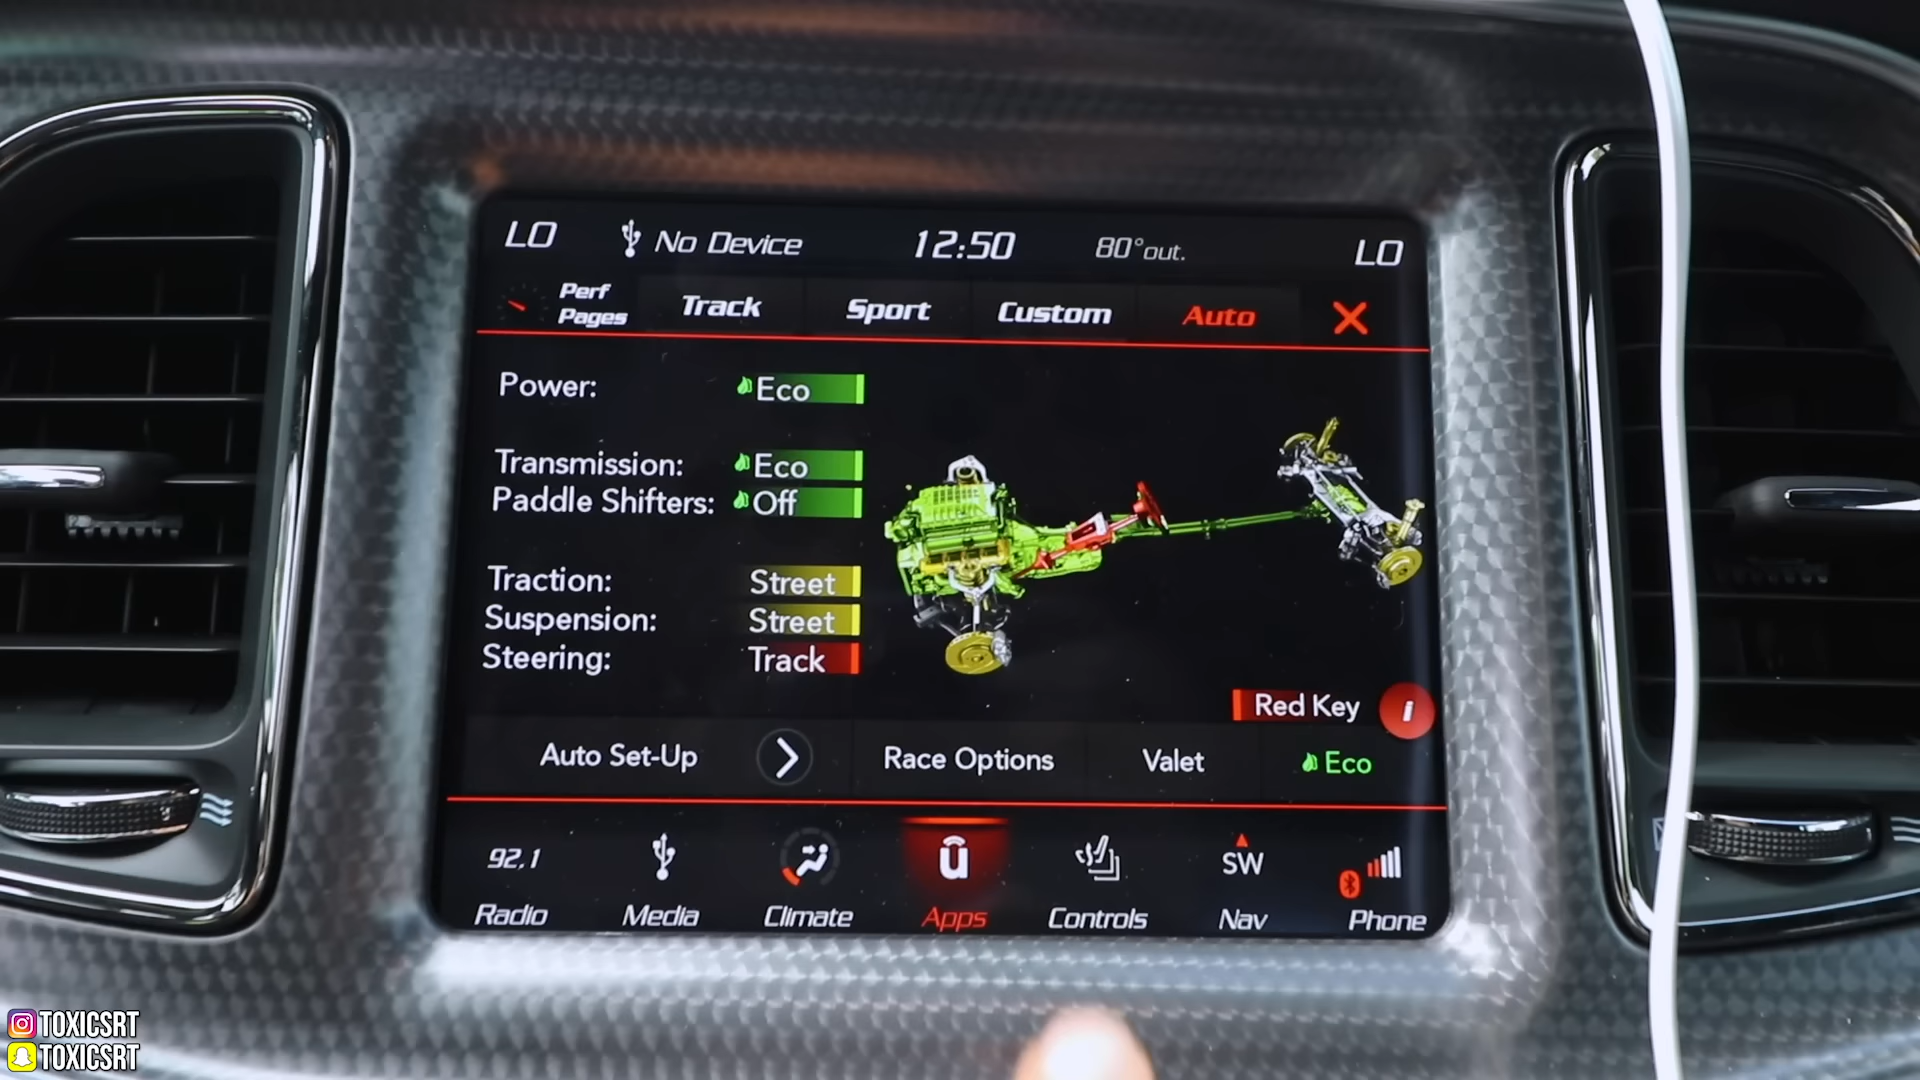 LO No Device 12:50 80°out. LO
Perf Pages Track Sport Custom Auto
Power: Eco
Transmission: Eco
Paddle Shifters: Off
Traction: Street
Suspension: Street
Steering: Track
Red Key i
Auto Set-Up Race Options Valet Eco
92.1 SW
Radio Media Climate Apps Controls Nav Phone
TOXICSRT
TOXICSRT